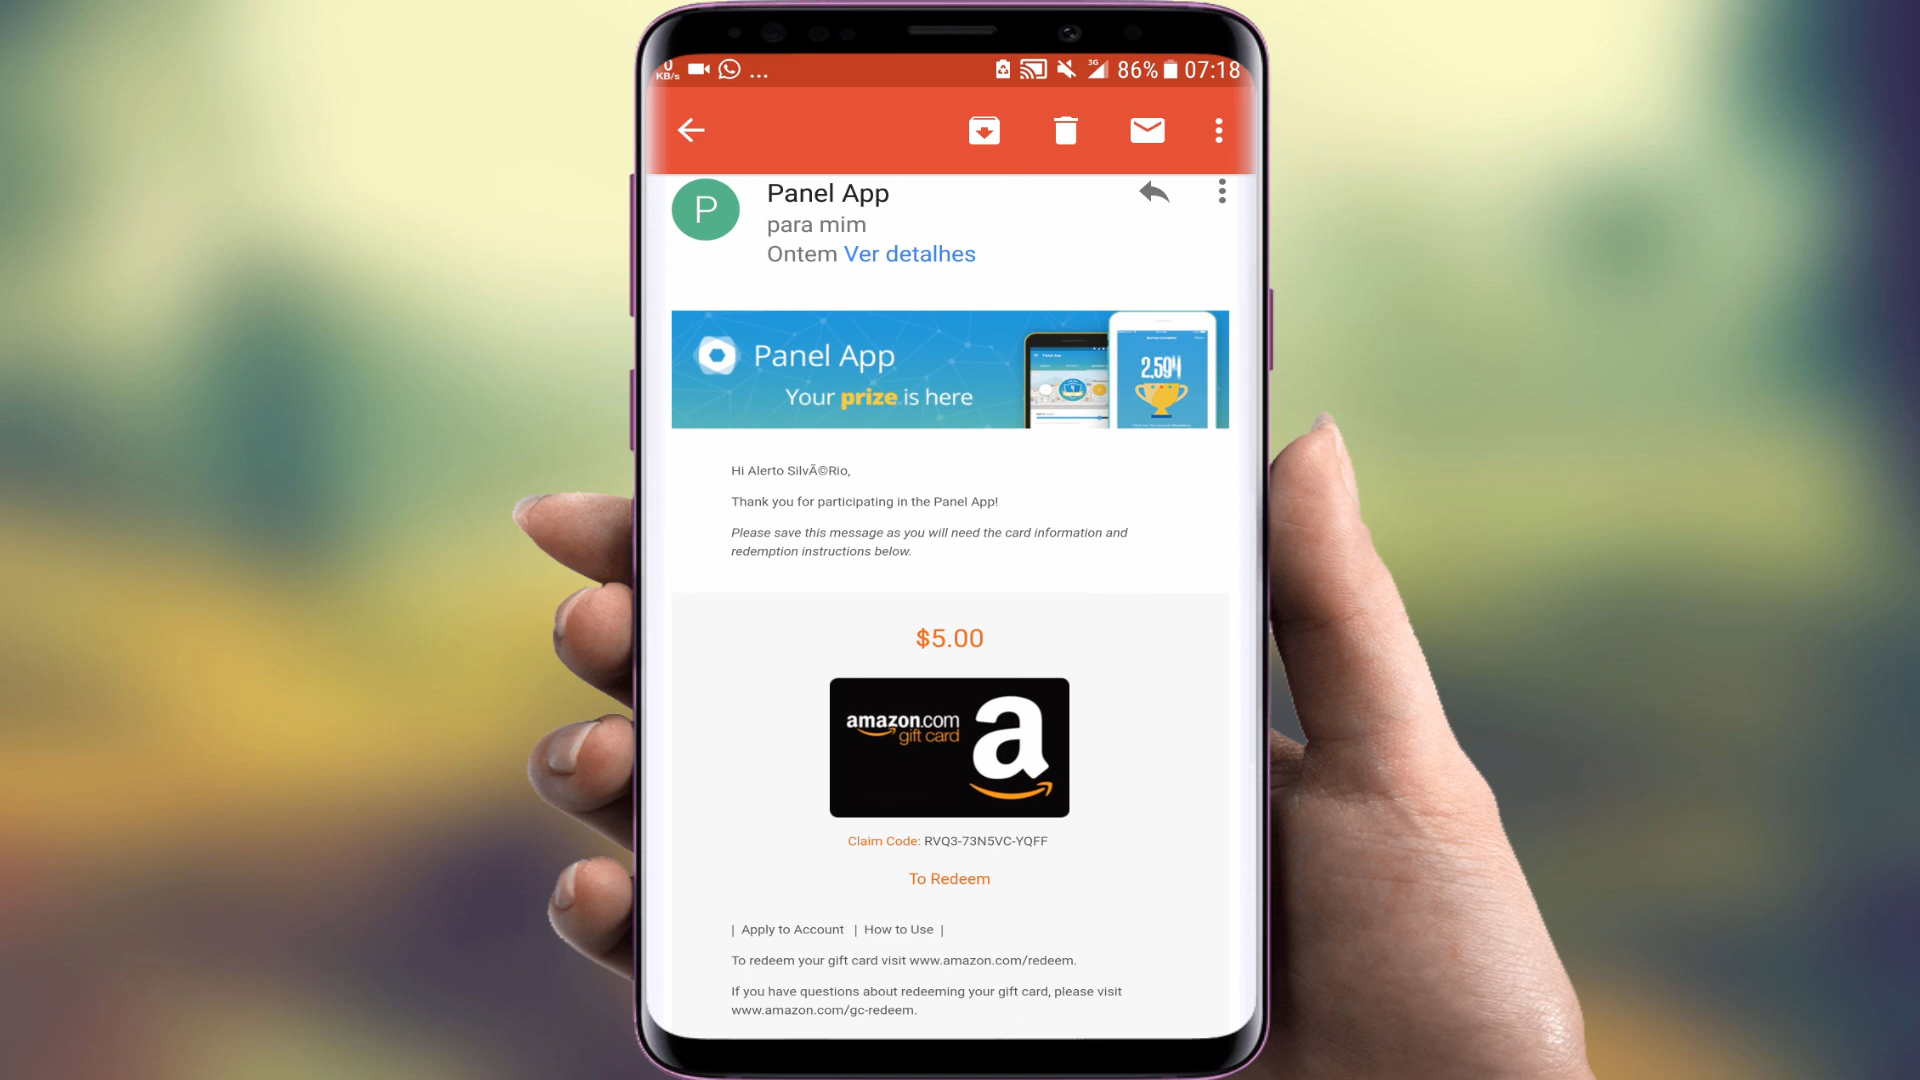 0
KB/s ... 3G 86% 07:18
P
Panel App
para mim
Ontem Ver detalhes
Panel App
Your prize is here
Panel App
2,594
Hi Alerto SilvÃ©Rio,
Thank you for participating in the Panel App!
Please save this message as you will need the card information and
redemption instructions below.
$5.00
amazon.com
gift card
a
Claim Code: RVQ3-73N5VC-YQFF
To Redeem
| Apply to Account | How to Use |
To redeem your gift card visit www.amazon.com/redeem.
If you have questions about redeeming your gift card, please visit
www.amazon.com/gc-redeem.